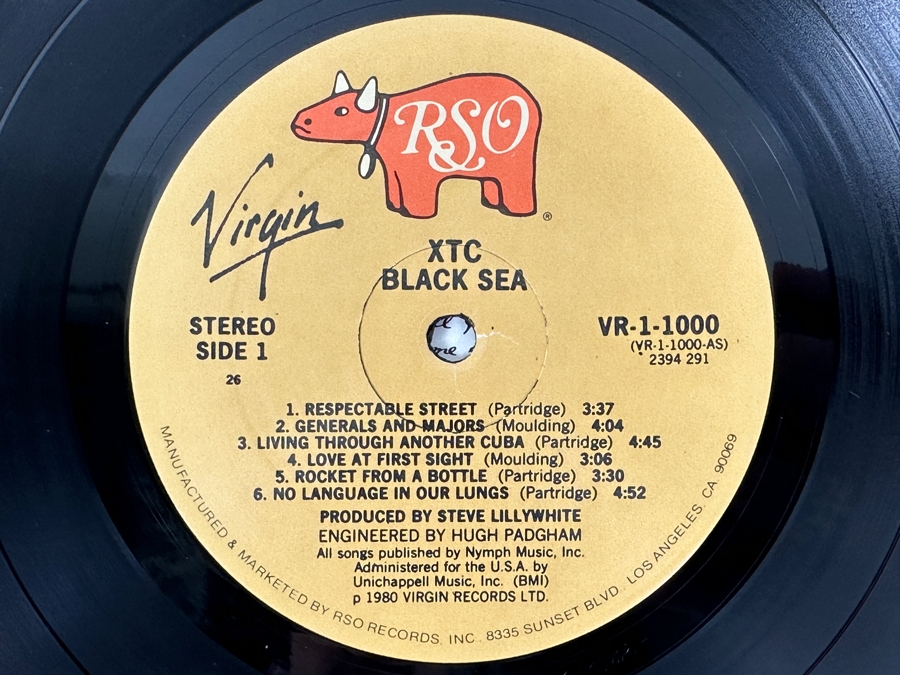 RSO
®
Virgin
XTC
BLACK SEA
STEREO
SIDE 1
26
VR-1-1000
(VR-1-1000-AS)
2394 291
1. RESPECTABLE STREET (Partridge) 3:37
2. GENERALS AND MAJORS (Moulding) 4:04
3. LIVING THROUGH ANOTHER CUBA (Partridge) 4:45
4. LOVE AT FIRST SIGHT (Moulding) 3:06
5. ROCKET FROM A BOTTLE (Partridge) 3:30
6. NO LANGUAGE IN OUR LUNGS (Partridge) 4:52
PRODUCED BY STEVE LILLYWHITE
ENGINEERED BY HUGH PADGHAM
All songs published by Nymph Music, Inc.
Administered for the U.S.A. by
Unichappell Music, Inc. (BMI)
p 1980 VIRGIN RECORDS LTD.
MANUFACTURED & MARKETED BY RSO RECORDS, INC. 8335 SUNSET BLVD., LOS ANGELES, CA 90069